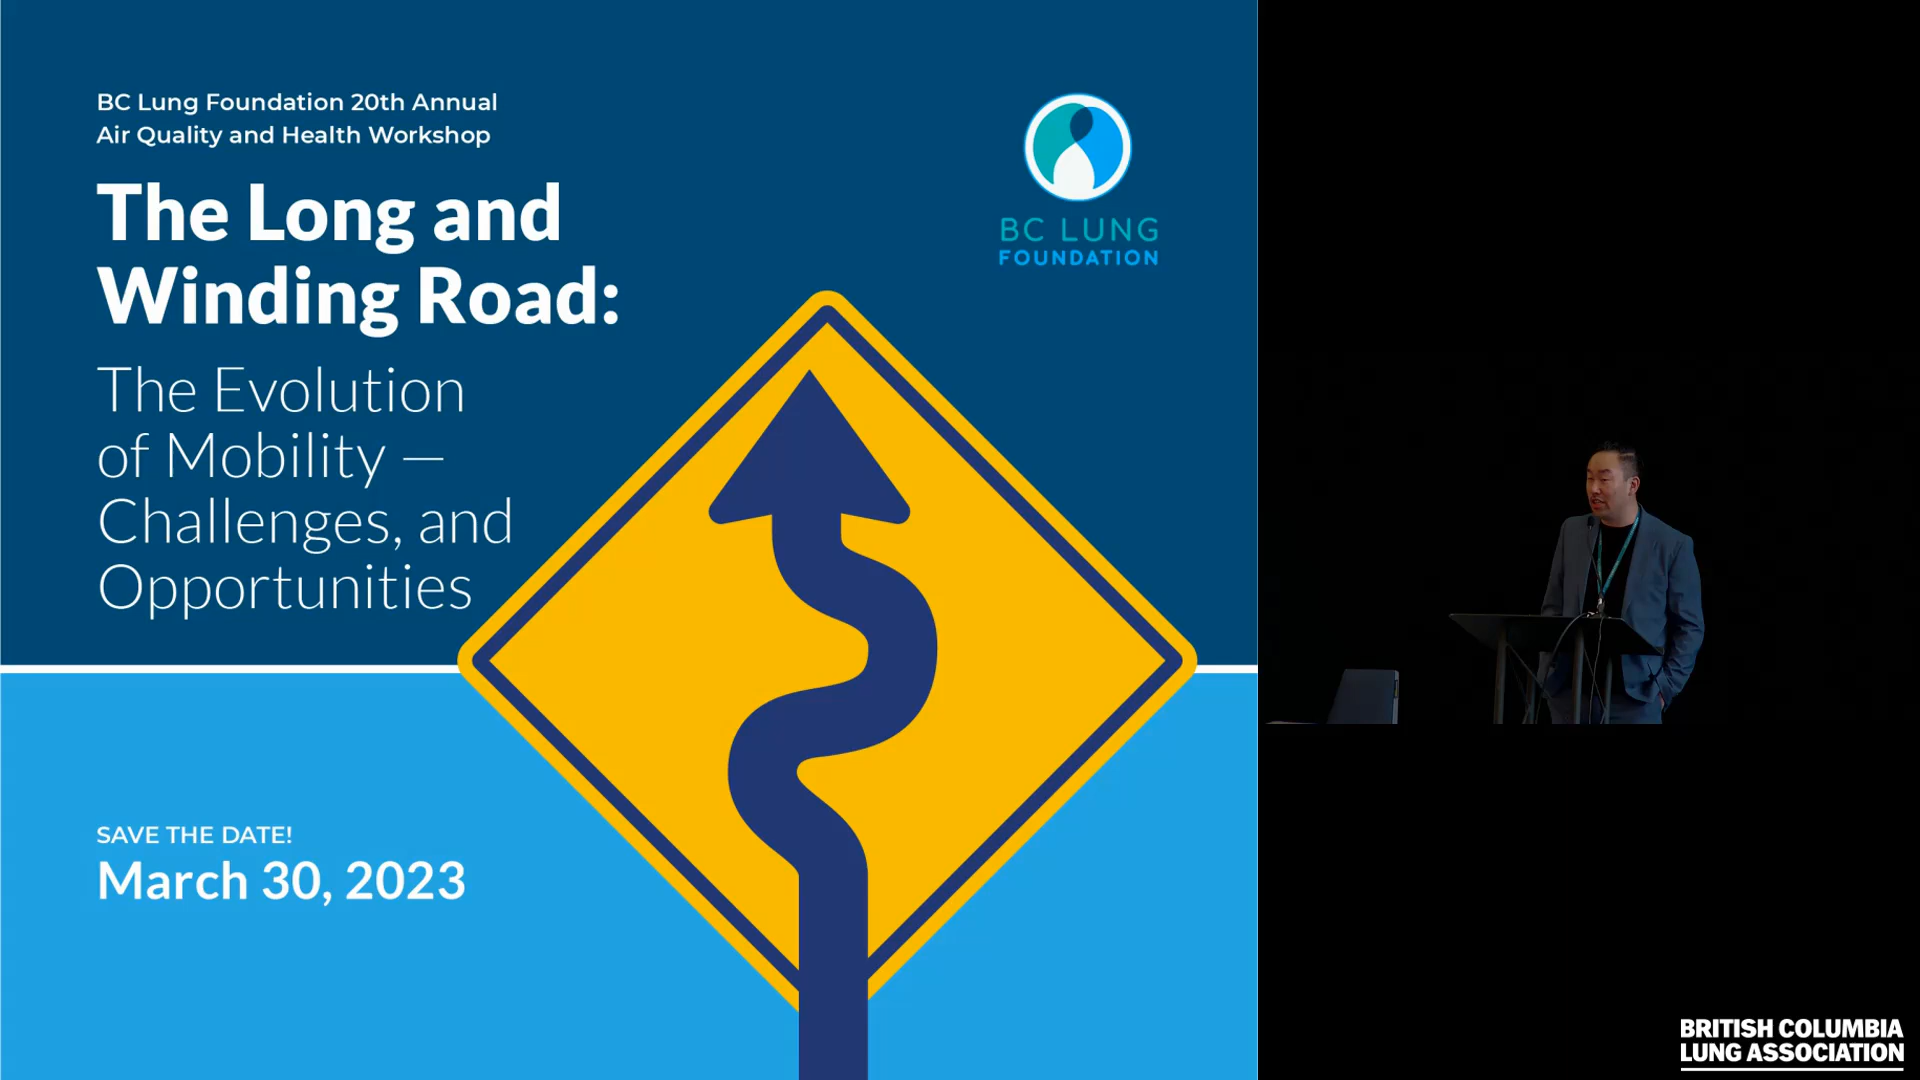 BC Lung Foundation 20th Annual
Air Quality and Health Workshop
The Long and
Winding Road:
The Evolution
of Mobility —
Challenges, and
Opportunities
SAVE THE DATE!
March 30, 2023
BC LUNG
FOUNDATION
BRITISH COLUMBIA
LUNG ASSOCIATION